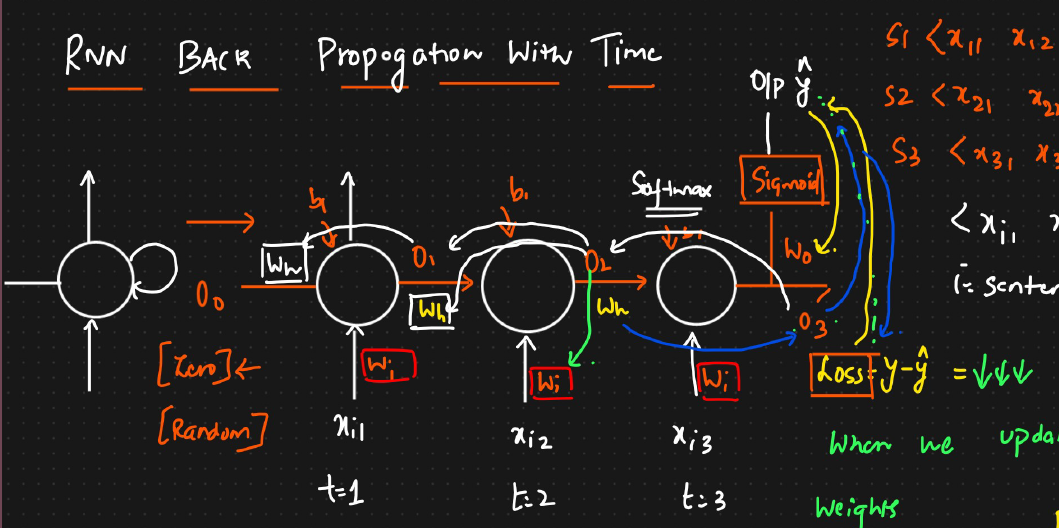 RNN BACK Propogation With Time
S1 < x11 x12
O/p ŷ
S2 < x21
S3 < x31
Softmax
Sigmoid
b1 b1
< xi1
Wh O1 O2 Wo
O0 Wh Wh
i= senten
O3
[Zero] ←
Wi Wi Wi
Loss = y-ŷ = ↓↓↓
[Random]
xi1 xi2 xi3
When we upda
t=1 t=2 t=3
Weights